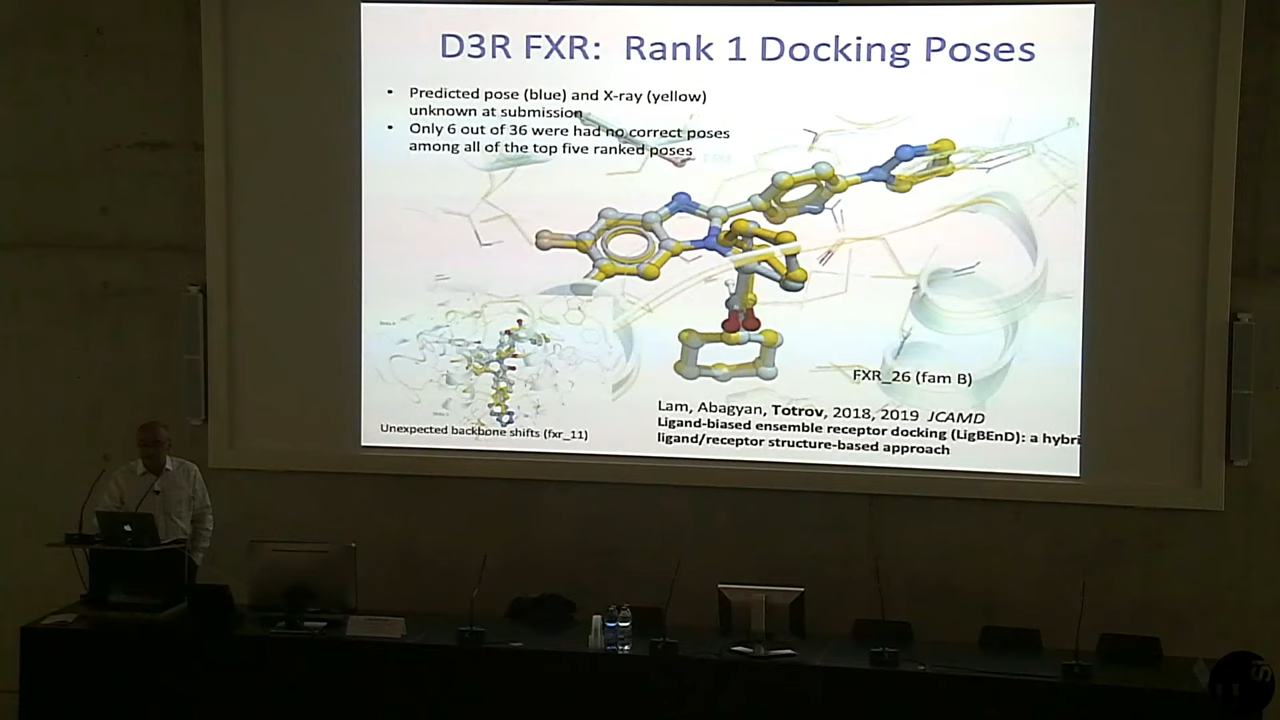 D3R FXR: Rank 1 Docking Poses
• Predicted pose (blue) and X-ray (yellow)
unknown at submission
• Only 6 out of 36 were had no correct poses
among all of the top five ranked poses
FXR_26 (fam B)
Unexpected backbone shifts (fxr_11)
Lam, Abagyan, Totrov, 2018, 2019 JCAMD
Ligand-biased ensemble receptor docking (LigBEnD): a hybri
ligand/receptor structure-based approach